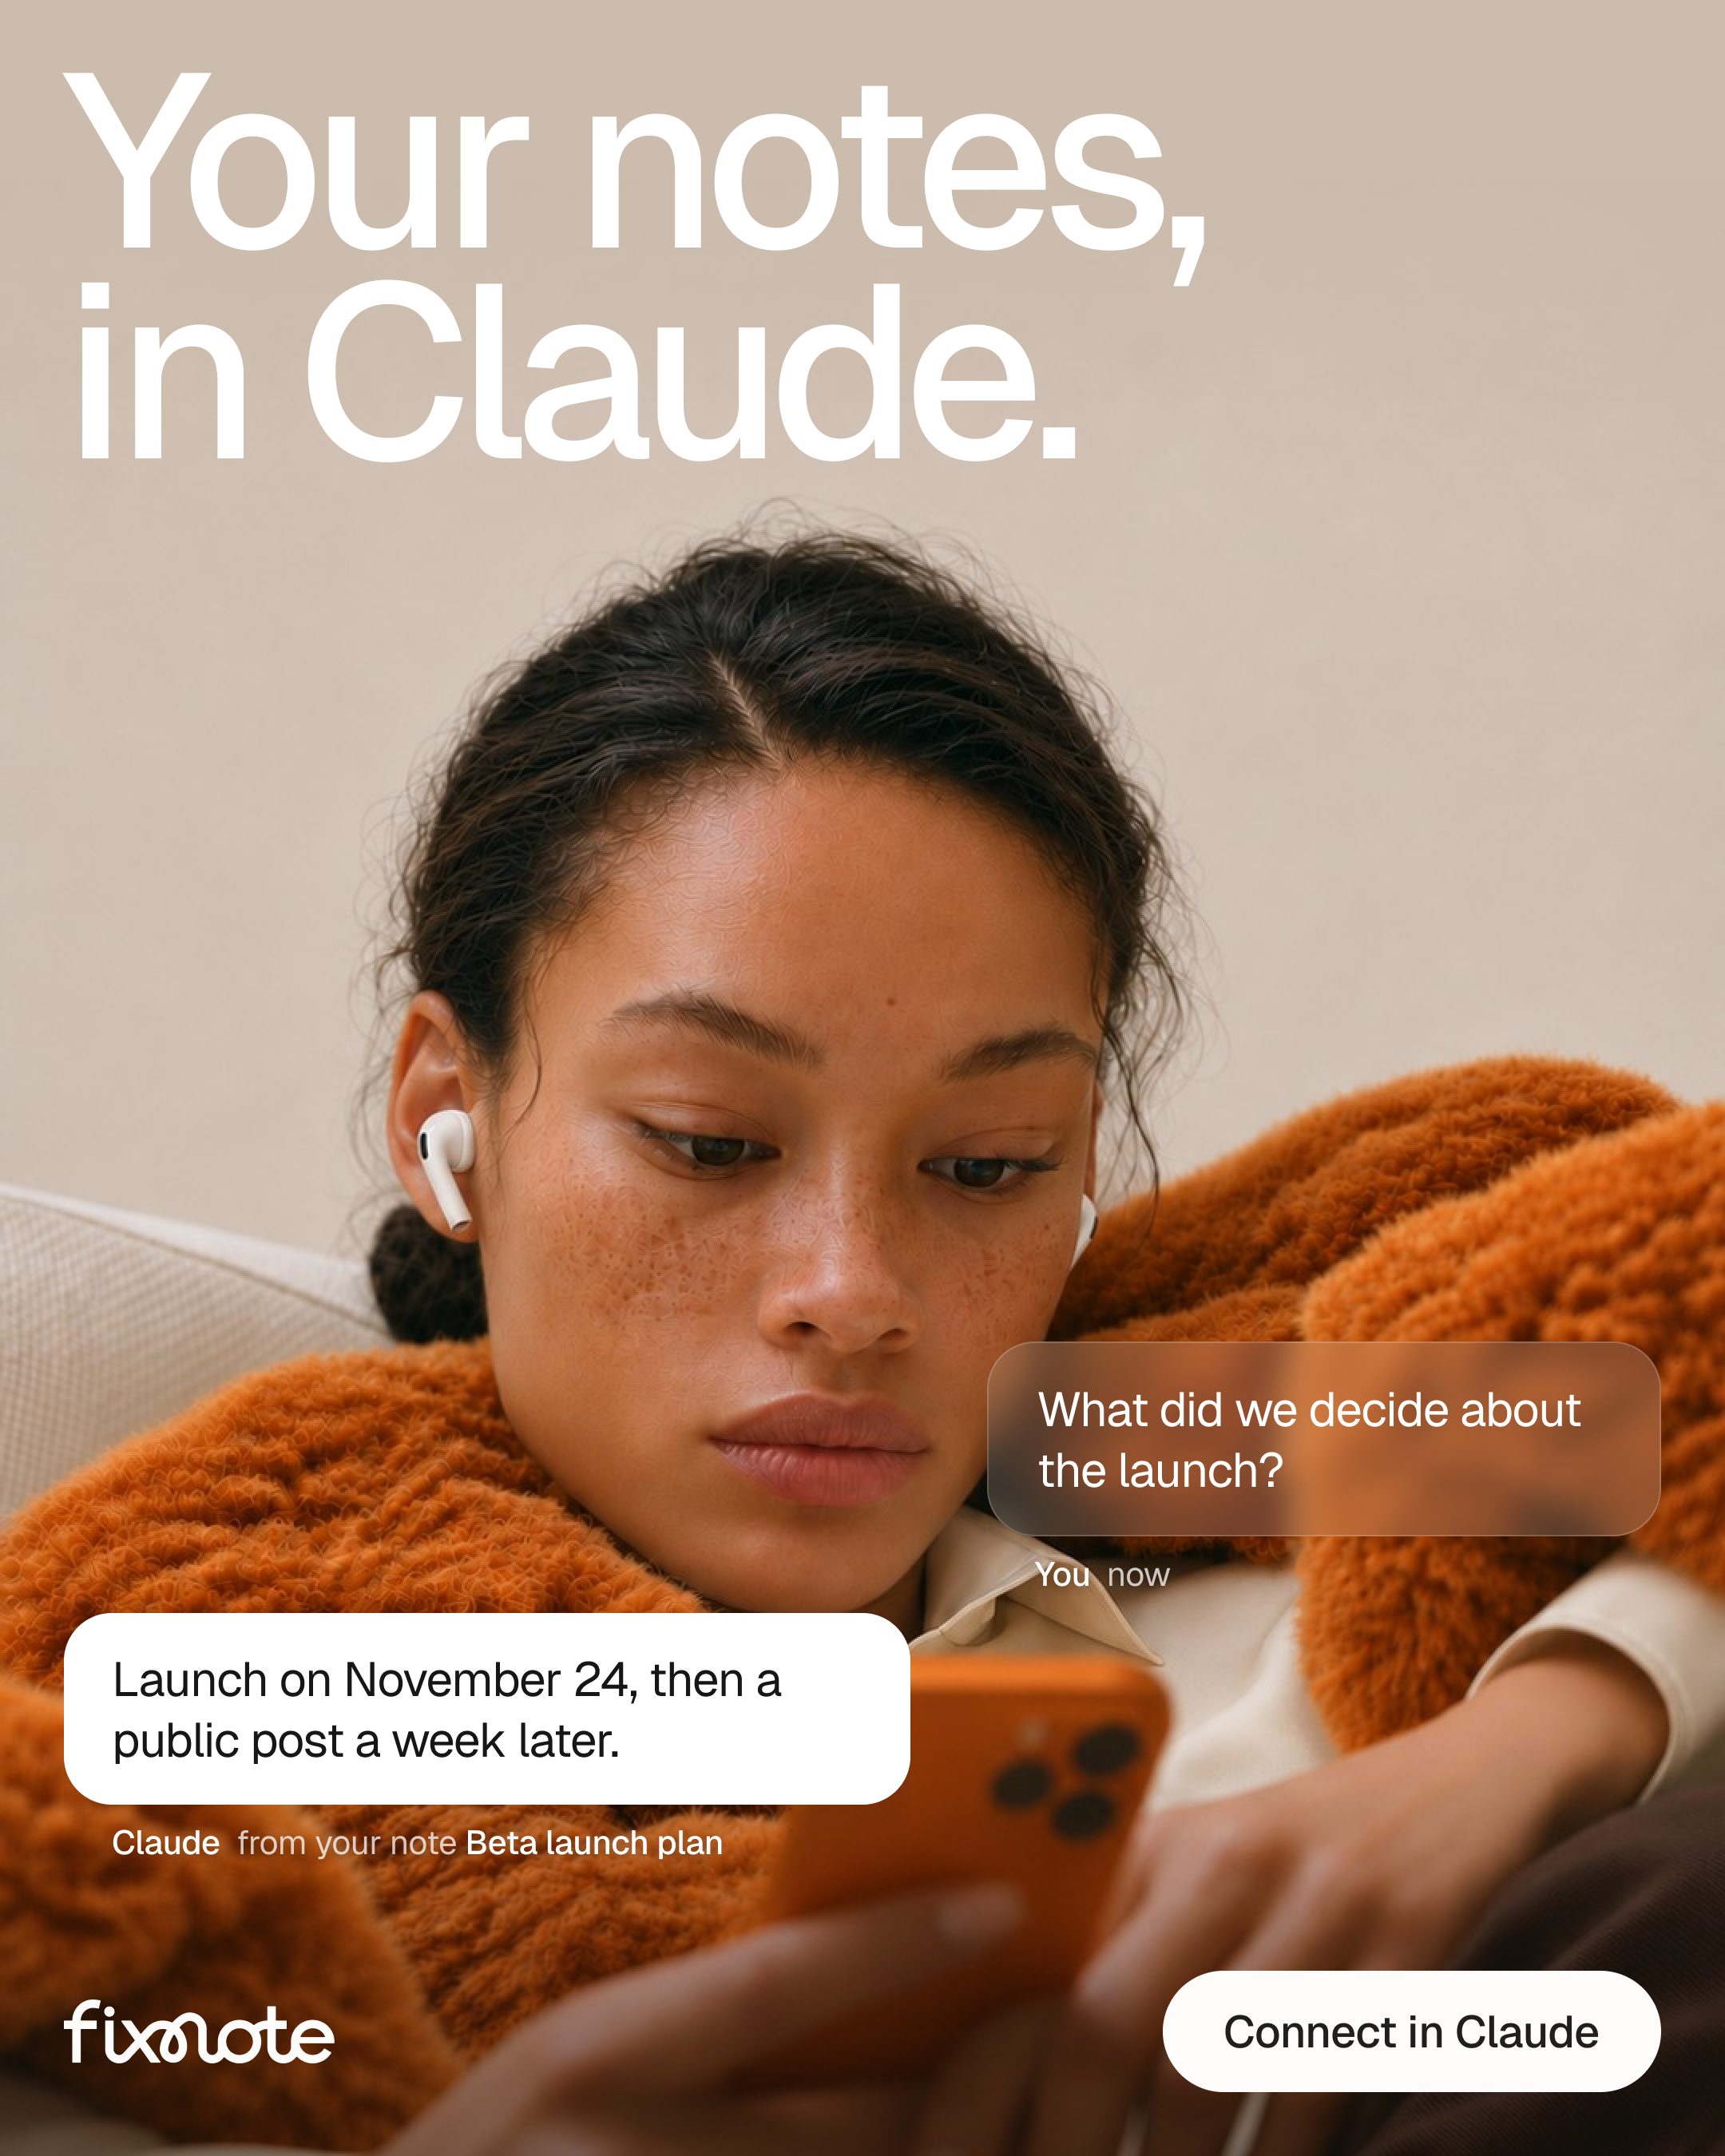 Your notes,
in Claude.
What did we decide about
the launch?
You now
Launch on November 24, then a
public post a week later.
Claude from your note Beta launch plan
fixnote
Connect in Claude